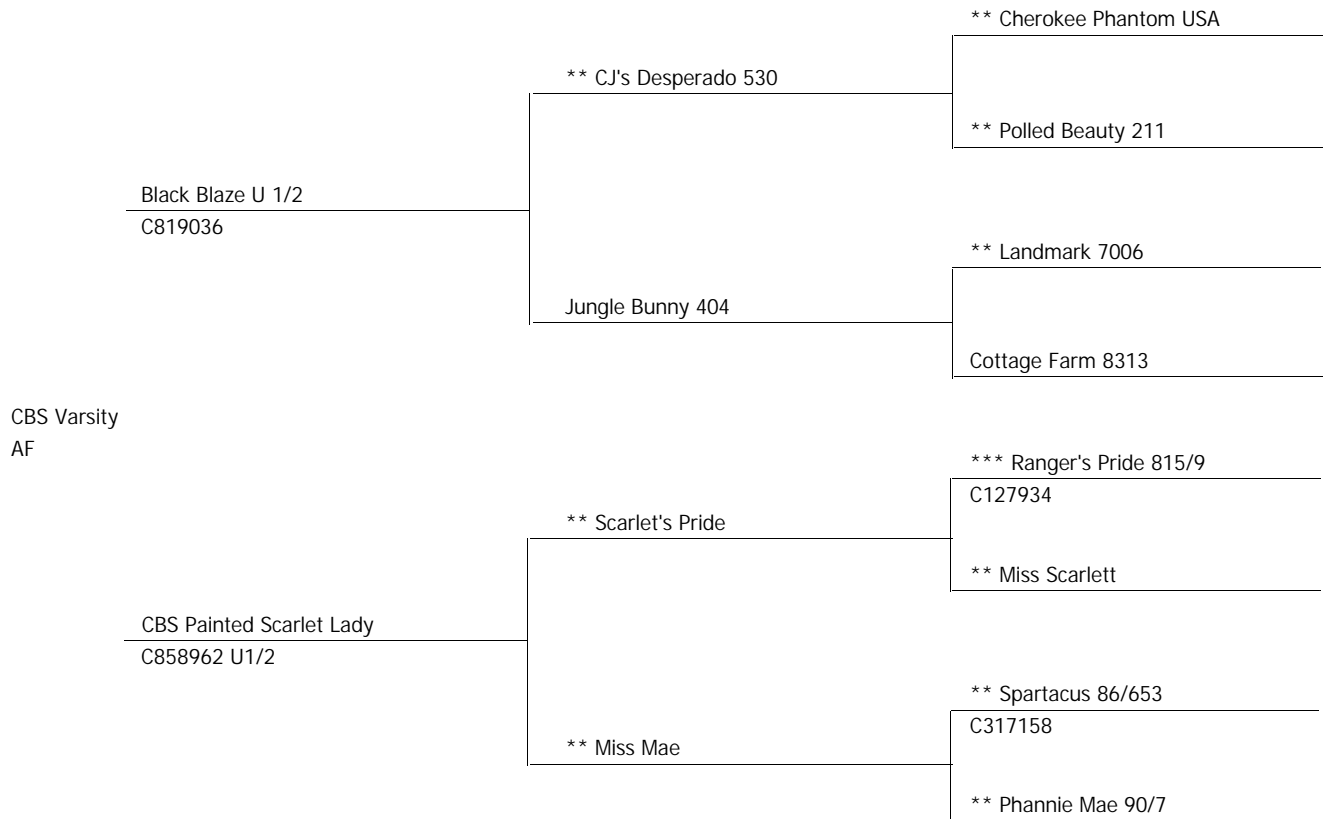 ** Cherokee Phantom USA
** CJ's Desperado 530
** Polled Beauty 211
Black Blaze U 1/2
C819036
** Landmark 7006
Jungle Bunny 404
Cottage Farm 8313
CBS Varsity
AF
*** Ranger's Pride 815/9
C127934
** Scarlet's Pride
** Miss Scarlett
CBS Painted Scarlet Lady
C858962 U1/2
** Spartacus 86/653
C317158
** Miss Mae
** Phannie Mae 90/7